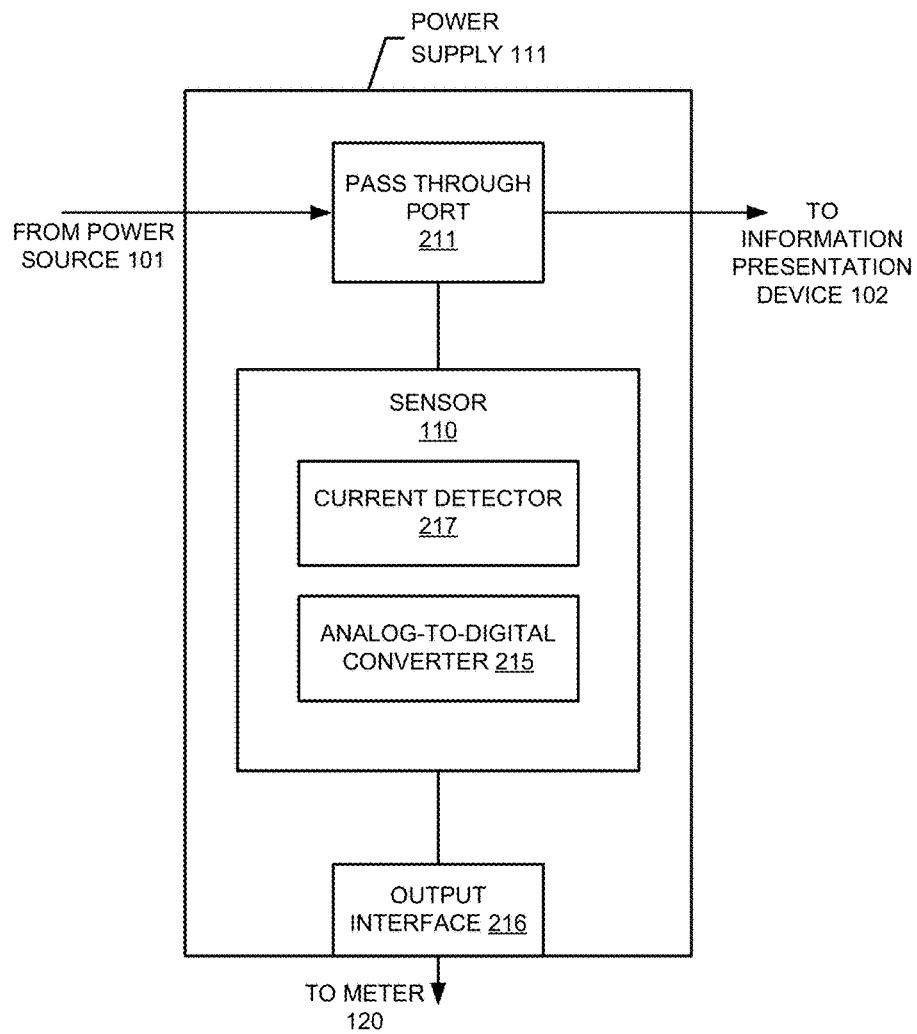 POWER
SUPPLY 111
PASS THROUGH
PORT
211
FROM POWER
SOURCE 101
TO
INFORMATION
PRESENTATION
DEVICE 102
SENSOR
110
CURRENT DETECTOR
217
ANALOG-TO-DIGITAL
CONVERTER 215
OUTPUT
INTERFACE 216
TO METER
120